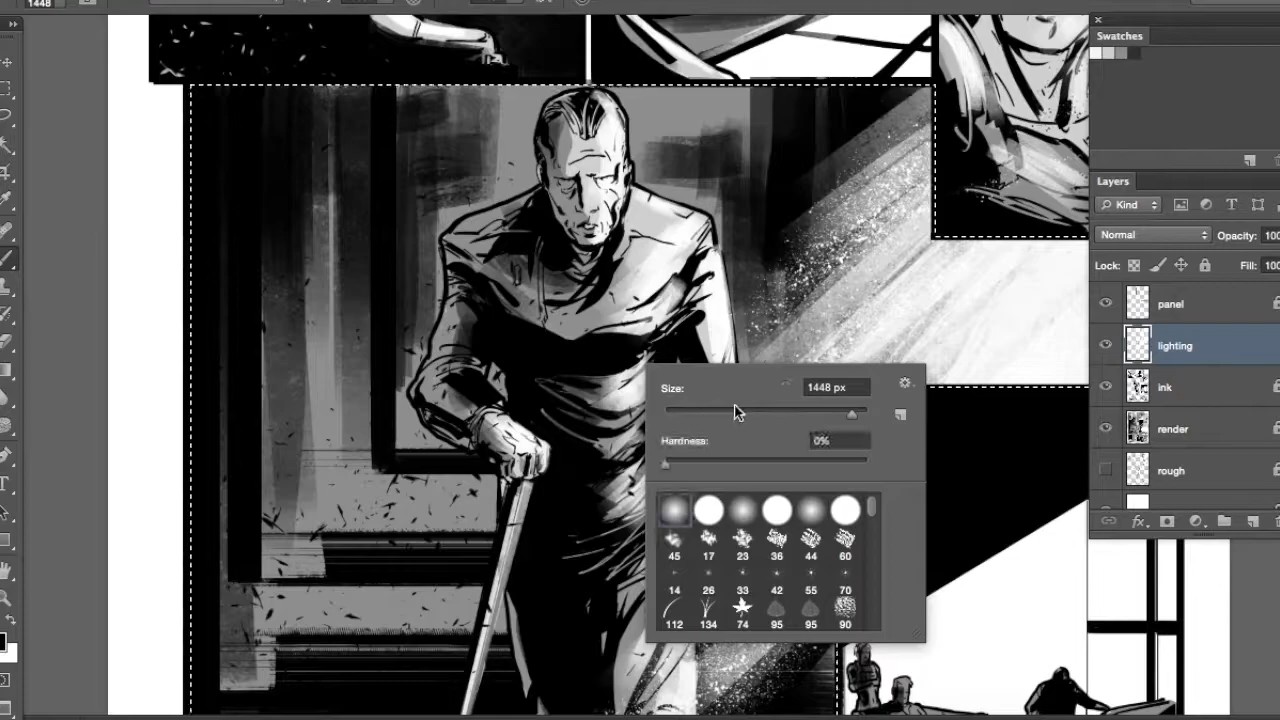 1448
Swatches
Layers
Kind
Normal
Opacity: 100
Lock:
Fill: 100
panel
lighting
ink
render
rough
fx
Size:
1448 px
Hardness:
0%
45 17 23 36 44 60
14 26 33 42 55 70
112 134 74 95 95 90